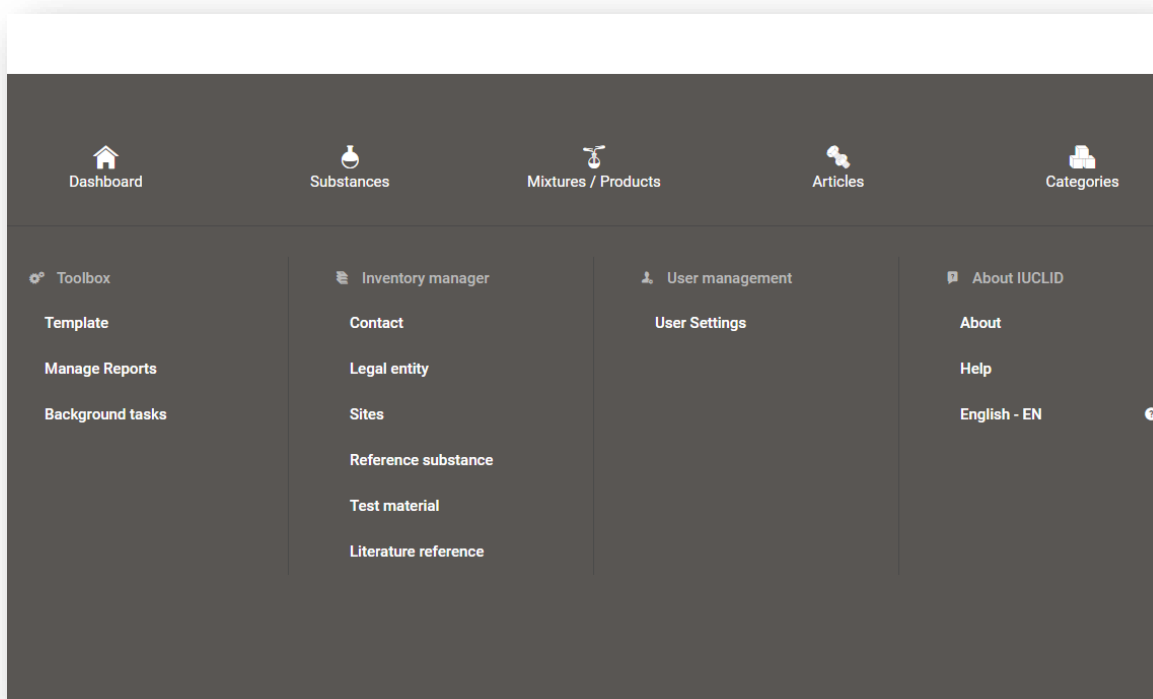 Dashboard
Substances
Mixtures / Products
Articles
Categories
Toolbox
Template
Manage Reports
Background tasks
Inventory manager
Contact
Legal entity
Sites
Reference substance
Test material
Literature reference
User management
User Settings
About IUCLID
About
Help
English - EN